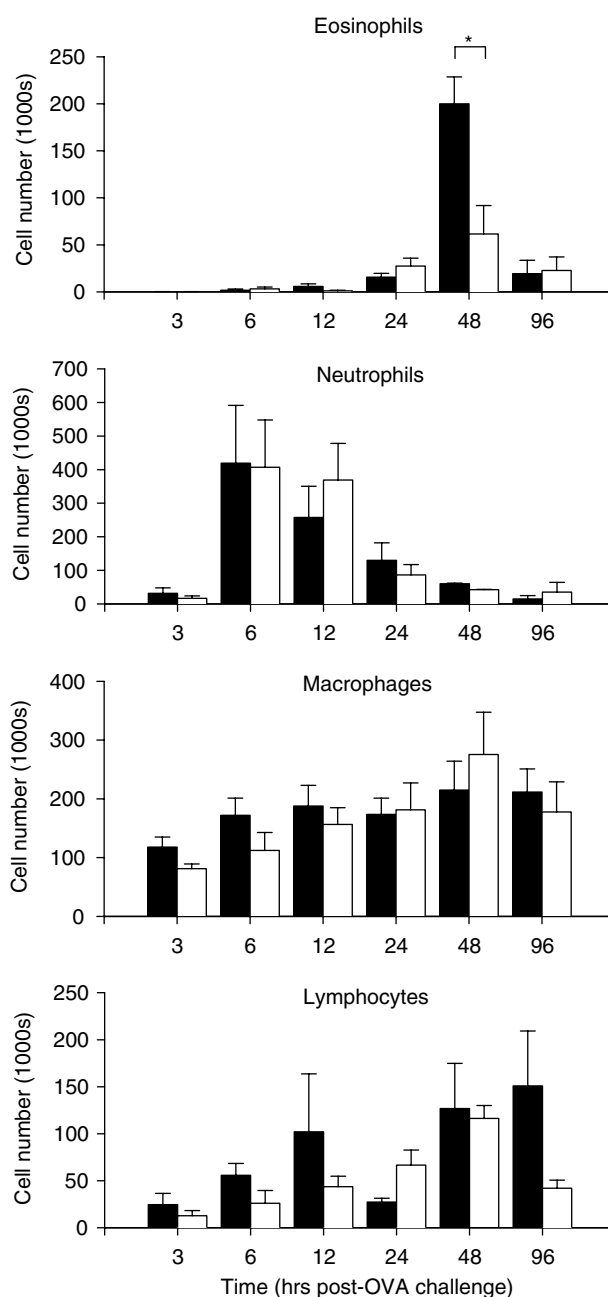 Eosinophils
*
Cell number (1000s)
250
200
150
100
50
0
3 6 12 24 48 96
Neutrophils
Cell number (1000s)
700
600
500
400
300
200
100
0
3 6 12 24 48 96
Macrophages
Cell number (1000s)
400
300
200
100
0
3 6 12 24 48 96
Lymphocytes
Cell number (1000s)
250
200
150
100
50
0
3 6 12 24 48 96
Time (hrs post-OVA challenge)